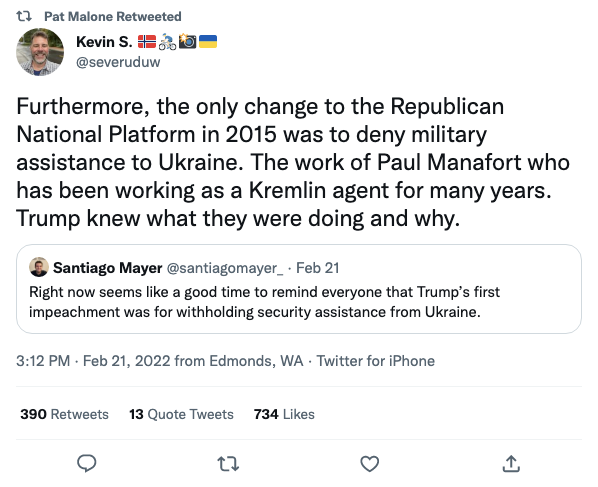 Pat Malone Retweeted
Kevin S. 🇳🇴🚴📸🇺🇦
@severuduw
Furthermore, the only change to the Republican
National Platform in 2015 was to deny military
assistance to Ukraine. The work of Paul Manafort who
has been working as a Kremlin agent for many years.
Trump knew what they were doing and why.
Santiago Mayer @santiagomayer_ · Feb 21
Right now seems like a good time to remind everyone that Trump’s first
impeachment was for withholding security assistance from Ukraine.
3:12 PM · Feb 21, 2022 from Edmonds, WA · Twitter for iPhone
390 Retweets 13 Quote Tweets 734 Likes